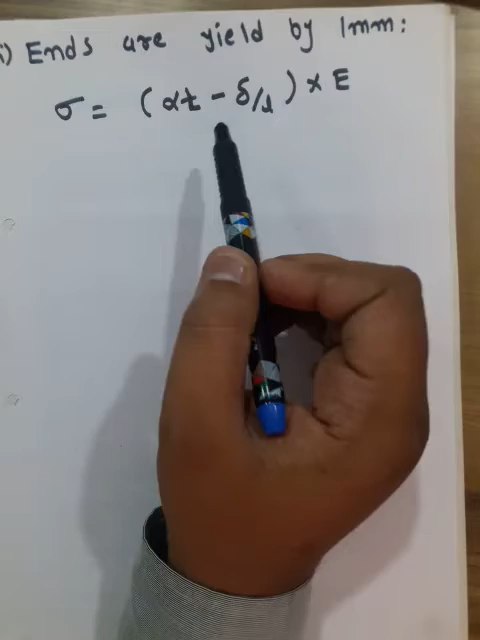 i) Ends are yield by 1mm:
σ = (αt - δ/l) × E